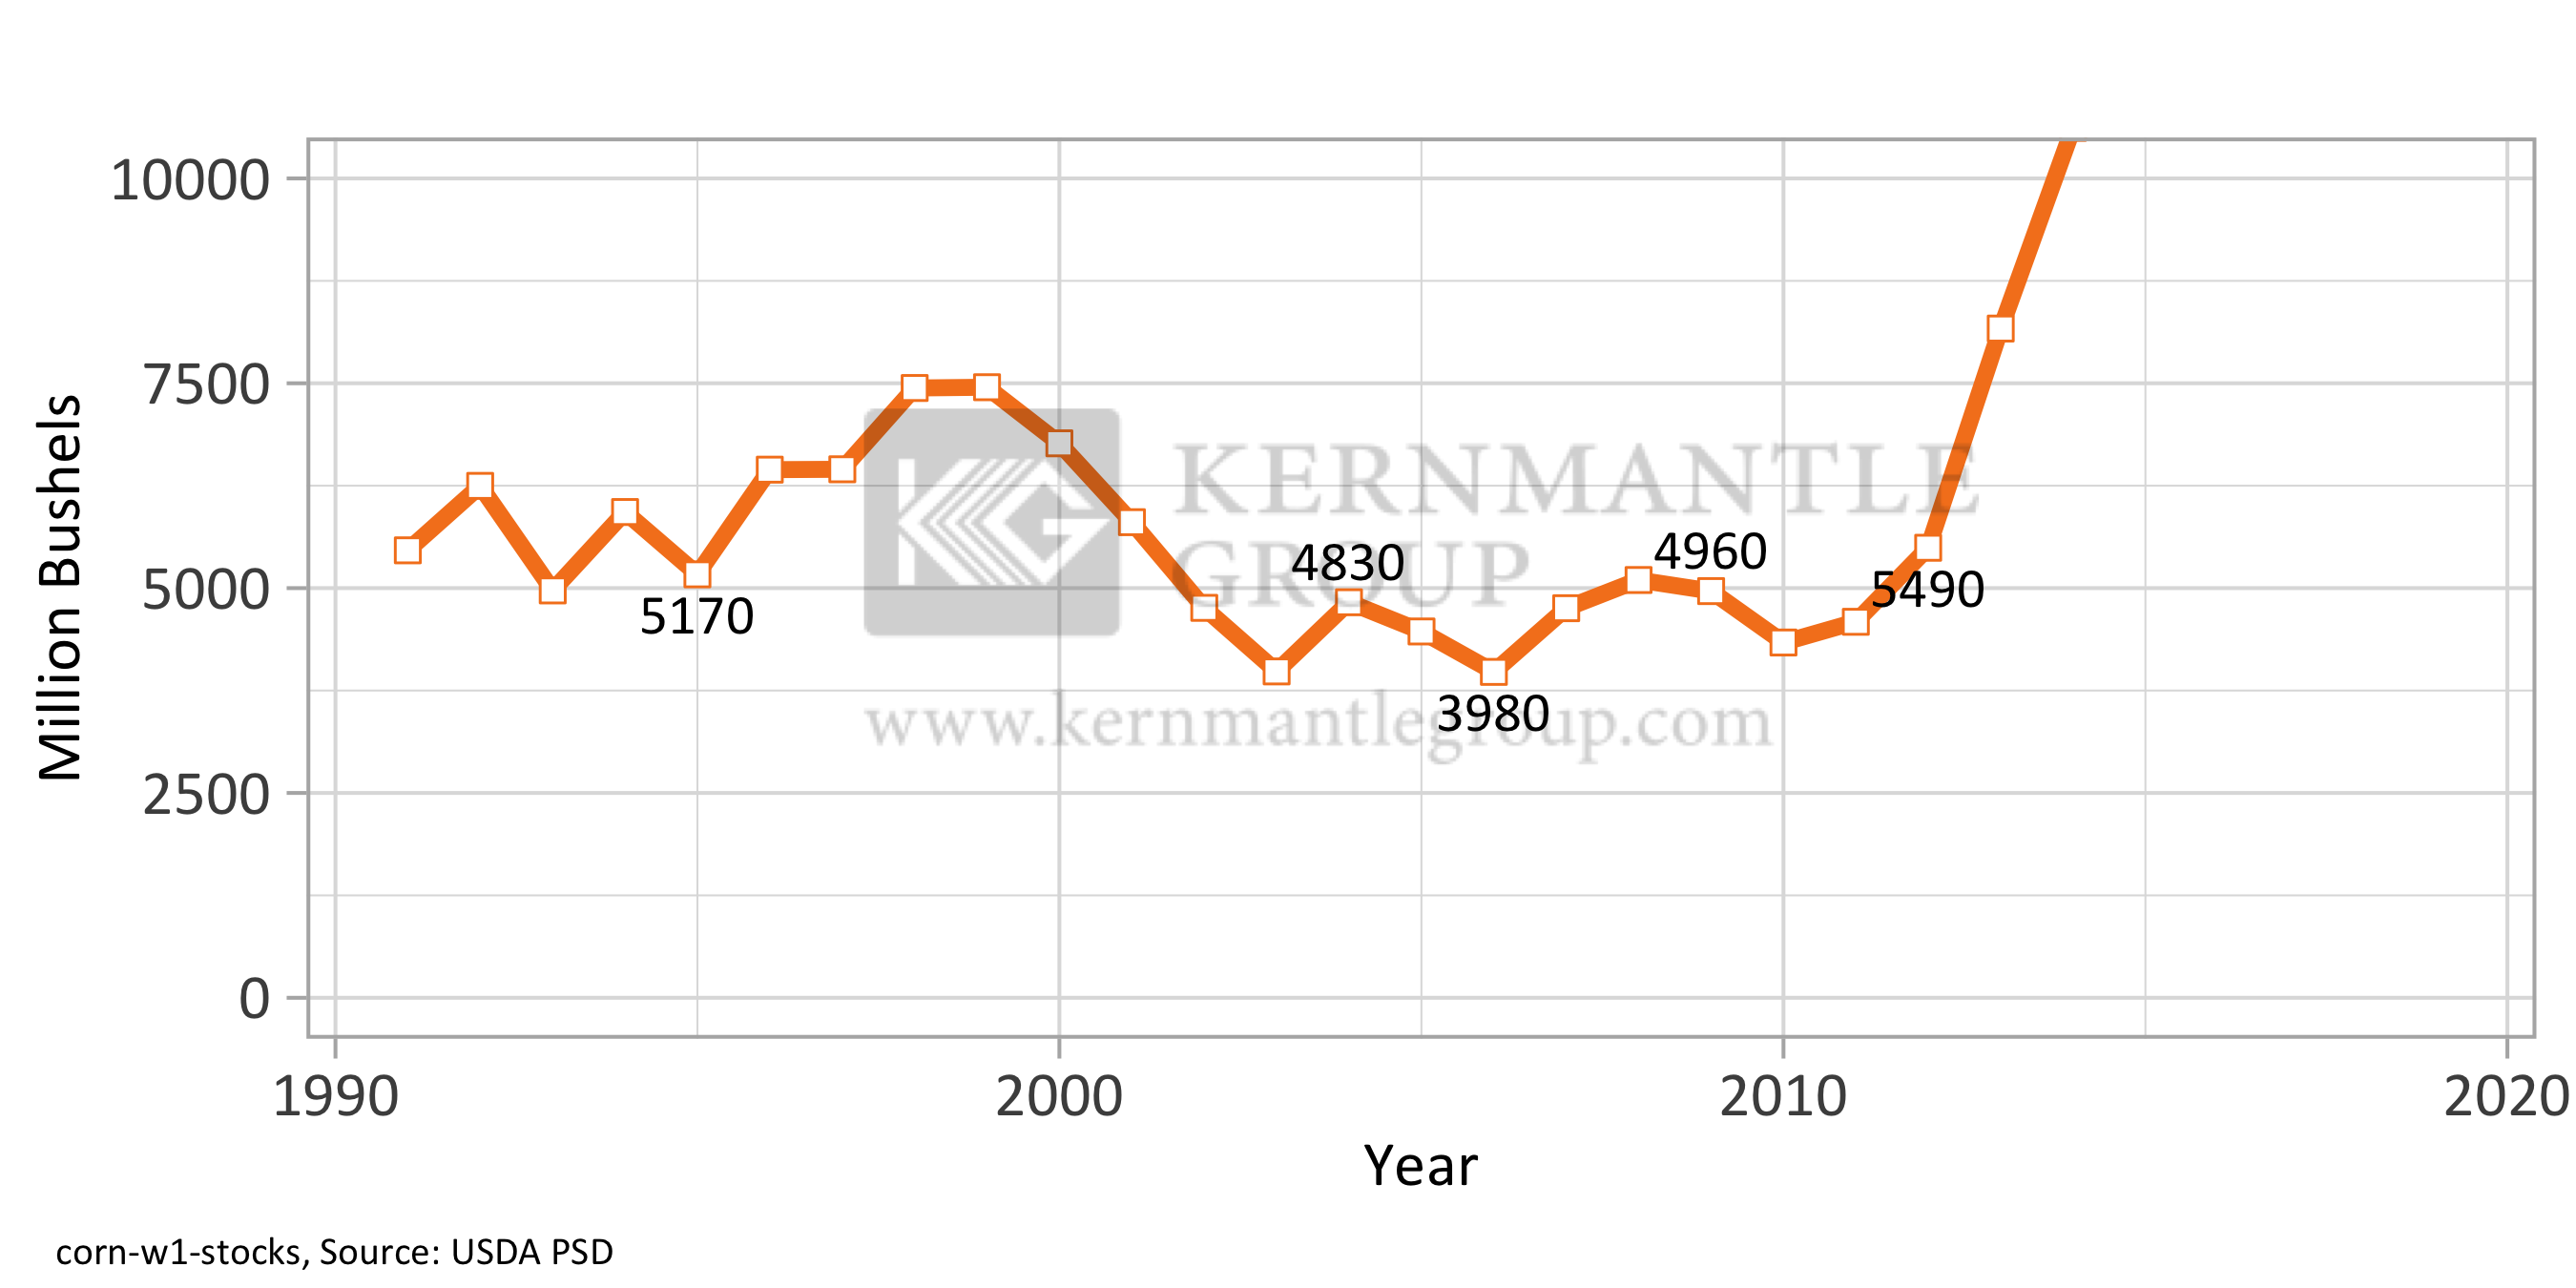 10000
7500
5000
2500
0
Million Bushels
KERNMANTLE
GROUP
www.kernmantlegroup.com
KG
5170
4830
3980
4960
5490
1990
2000
2010
2020
Year
corn-w1-stocks, Source: USDA PSD